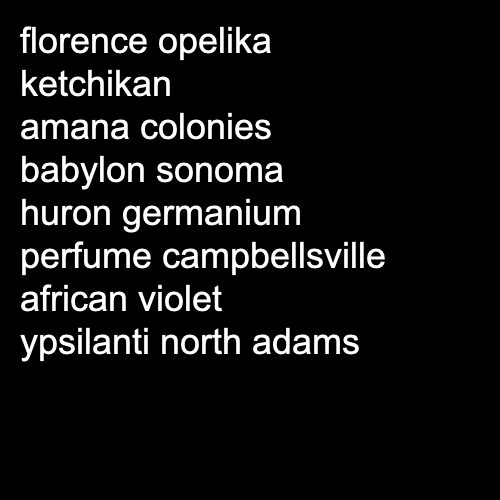 florence opelika
ketchikan
amana colonies
babylon sonoma
huron germanium
perfume campbellsville
african violet
ypsilanti north adams